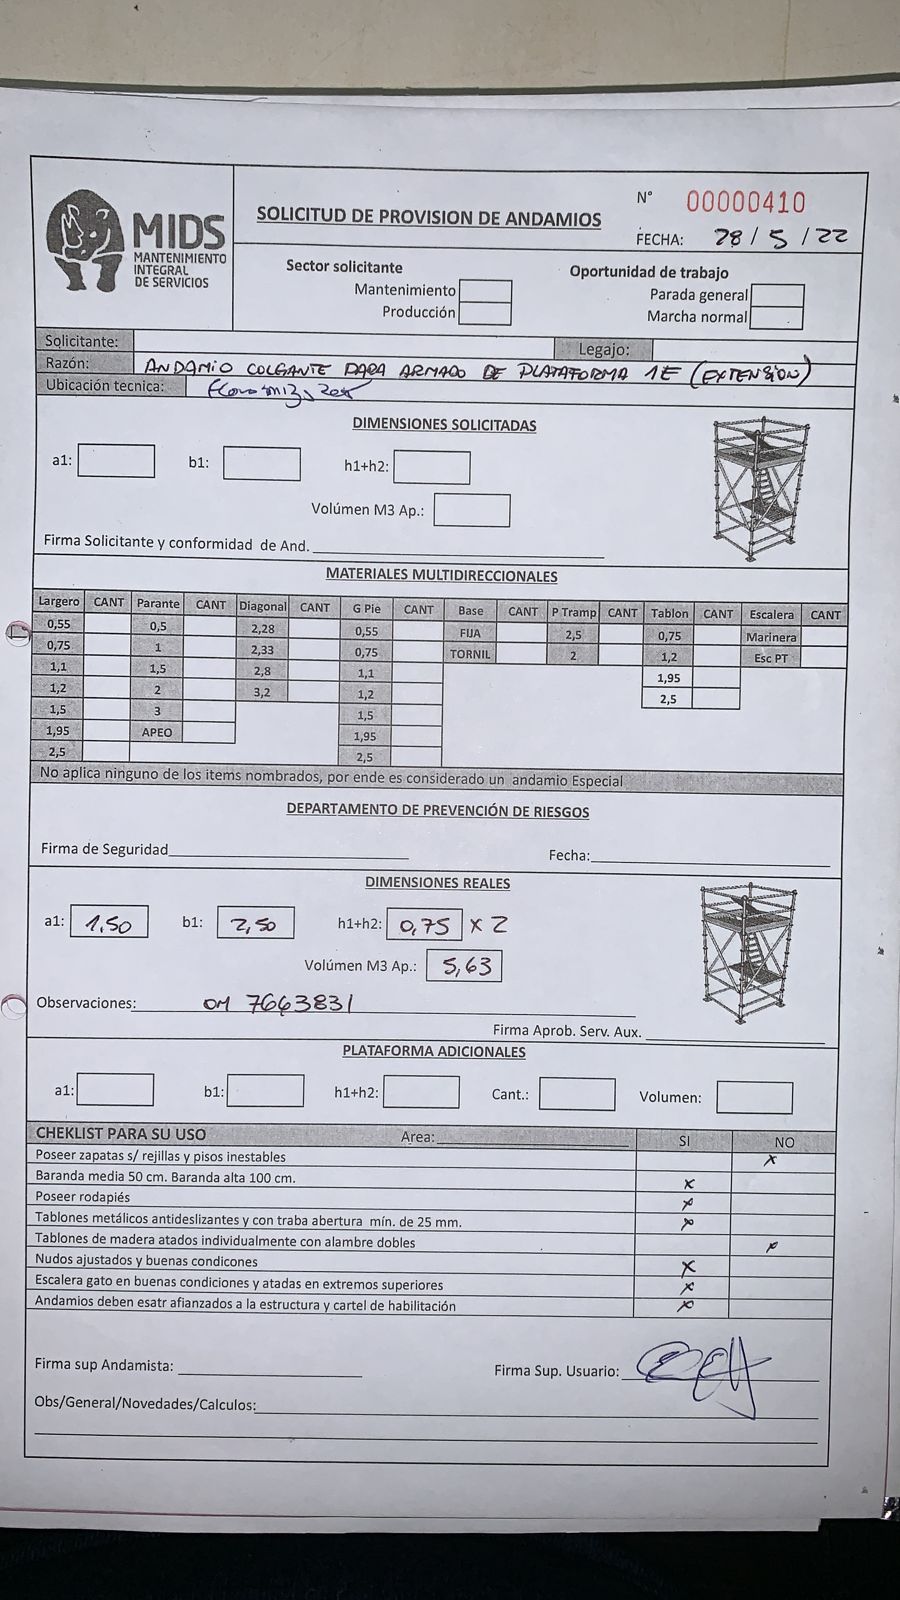 MIDS
MANTENIMIENTO
INTEGRAL
DE SERVICIOS
SOLICITUD DE PROVISION DE ANDAMIOS
N° 00000410
FECHA: 28/5/22
Sector solicitante
Mantenimiento
Producción
Oportunidad de trabajo
Parada general
Marcha normal
Solicitante: Legajo:
Razón: ANDAMIO COLGANTE PARA ARMADO DE PLATAFORMA 1E (EXTENSION)
Ubicación tecnica:
DIMENSIONES SOLICITADAS
a1: b1: h1+h2:
Volúmen M3 Ap.:
Firma Solicitante y conformidad de And.
MATERIALES MULTIDIRECCIONALES
Largero CANT Parante CANT Diagonal CANT G Pie CANT Base CANT P Tramp CANT Tablon CANT Escalera CANT
0,55 0,5 2,28 0,55 FIJA 2,5 0,75 Marinera
0,75 1 2,33 0,75 TORNIL 2 1,2 Esc PT
1,1 1,5 2,8 1,1 1,95
1,2 2 3,2 1,2 2,5
1,5 3 1,5
1,95 APEO 1,95
2,5 2,5
No aplica ninguno de los items nombrados, por ende es considerado un andamio Especial
DEPARTAMENTO DE PREVENCIÓN DE RIESGOS
Firma de Seguridad Fecha:
DIMENSIONES REALES
a1: 1,50 b1: 2,50 h1+h2: 0,75 x 2
Volúmen M3 Ap.: 5,63
Observaciones: OM 7643831
Firma Aprob. Serv. Aux.
PLATAFORMA ADICIONALES
a1: b1: h1+h2: Cant.: Volumen:
CHEKLIST PARA SU USO Area: SI NO
Poseer zapatas s/ rejillas y pisos inestables x
Baranda media 50 cm. Baranda alta 100 cm. x
Poseer rodapiés x
Tablones metálicos antideslizantes y con traba abertura mín. de 25 mm. x
Tablones de madera atados individualmente con alambre dobles x
Nudos ajustados y buenas condicones x
Escalera gato en buenas condiciones y atadas en extremos superiores x
Andamios deben esatr afianzados a la estructura y cartel de habilitación x
Firma sup Andamista: Firma Sup. Usuario:
Obs/General/Novedades/Calculos: